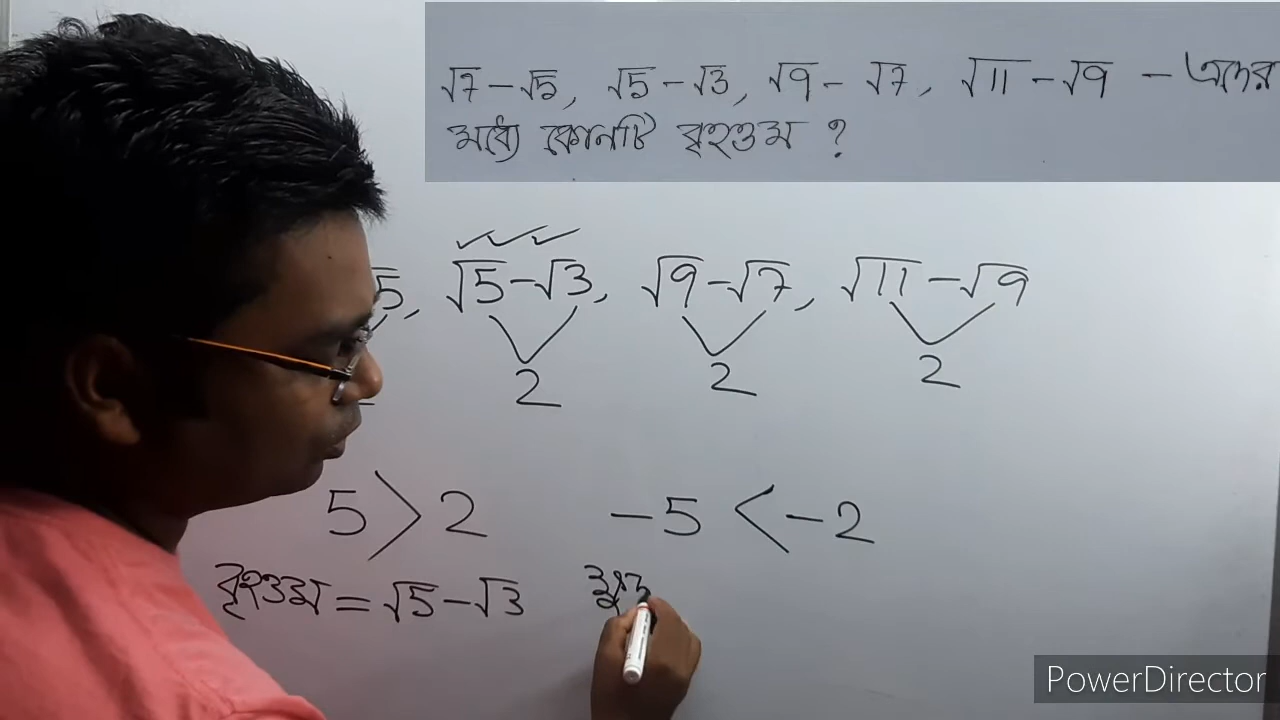 √7 - √5, √5 - √3, √9 - √7, √11 - √9 - এদের
মধ্যে কোনটি বৃহত্তম ?
√5, √5 - √3, √9 - √7, √11 - √9
2 2 2
5 > 2 -5 < -2
বৃহত্তম = √5 - √3
PowerDirector